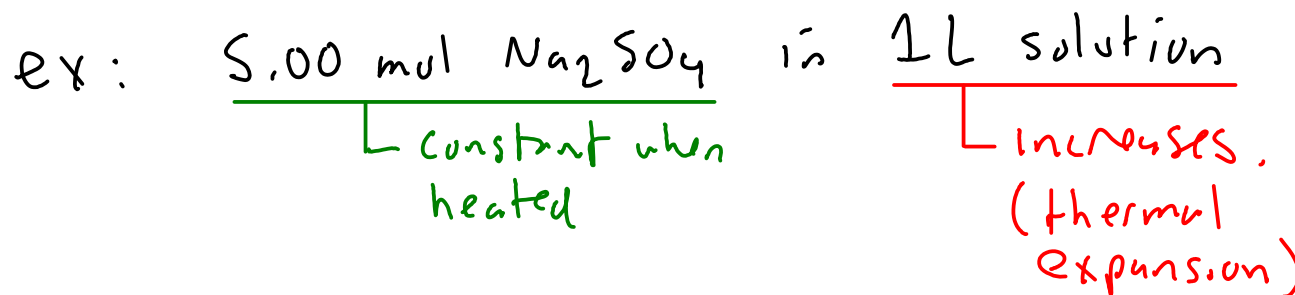 ex: 5.00 mol Na2SO4 in 1L solution
constant when
heated
increases.
(thermal
expansion)